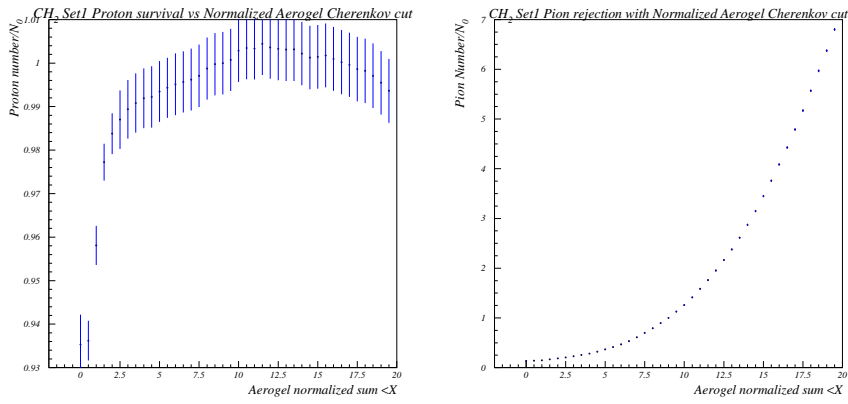 CH2 Set1 Proton survival vs Normalized Aerogel Cherenkov cut
Proton number/N0
1.01
1
0.99
0.98
0.97
0.96
0.95
0.94
0.93
0 2.5 5 7.5 10 12.5 15 17.5 20
Aerogel normalized sum <X
CH2 Set1 Pion rejection with Normalized Aerogel Cherenkov cut
Pion Number/N0
7
6
5
4
3
2
1
0
0 2.5 5 7.5 10 12.5 15 17.5 20
Aerogel normalized sum <X